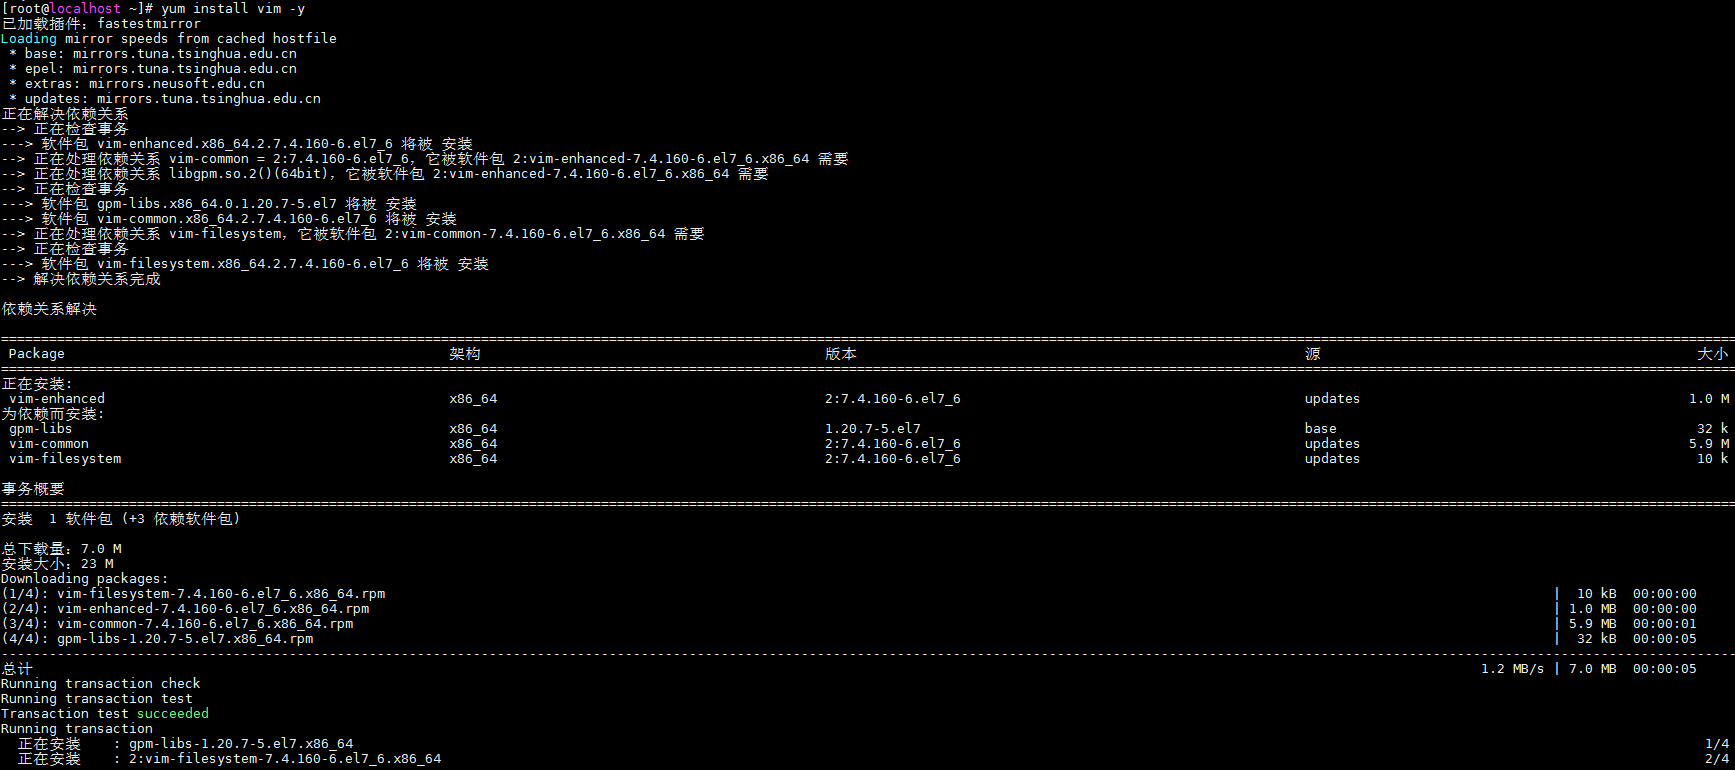 [root@localhost ~]# yum install vim -y
已加载插件：fastestmirror
Loading mirror speeds from cached hostfile
 * base: mirrors.tuna.tsinghua.edu.cn
 * epel: mirrors.tuna.tsinghua.edu.cn
 * extras: mirrors.neusoft.edu.cn
 * updates: mirrors.tuna.tsinghua.edu.cn
正在解决依赖关系
--> 正在检查事务
---> 软件包 vim-enhanced.x86_64.2.7.4.160-6.el7_6 将被 安装
--> 正在处理依赖关系 vim-common = 2:7.4.160-6.el7_6，它被软件包 2:vim-enhanced-7.4.160-6.el7_6.x86_64 需要
--> 正在处理依赖关系 libgpm.so.2()(64bit)，它被软件包 2:vim-enhanced-7.4.160-6.el7_6.x86_64 需要
--> 正在检查事务
---> 软件包 gpm-libs.x86_64.0.1.20.7-5.el7 将被 安装
---> 软件包 vim-common.x86_64.2.7.4.160-6.el7_6 将被 安装
--> 正在处理依赖关系 vim-filesystem，它被软件包 2:vim-common-7.4.160-6.el7_6.x86_64 需要
--> 正在检查事务
---> 软件包 vim-filesystem.x86_64.2.7.4.160-6.el7_6 将被 安装
--> 解决依赖关系完成
依赖关系解决
Package 架构 版本 源 大小
正在安装:
vim-enhanced x86_64 2:7.4.160-6.el7_6 updates 1.0 M
为依赖而安装:
gpm-libs x86_64 1.20.7-5.el7 base 32 k
vim-common x86_64 2:7.4.160-6.el7_6 updates 5.9 M
vim-filesystem x86_64 2:7.4.160-6.el7_6 updates 10 k
事务概要
安装  1 软件包 (+3 依赖软件包)
总下载量：7.0 M
安装大小：23 M
Downloading packages:
(1/4): vim-filesystem-7.4.160-6.el7_6.x86_64.rpm | 10 kB 00:00:00
(2/4): vim-enhanced-7.4.160-6.el7_6.x86_64.rpm | 1.0 MB 00:00:00
(3/4): vim-common-7.4.160-6.el7_6.x86_64.rpm | 5.9 MB 00:00:01
(4/4): gpm-libs-1.20.7-5.el7.x86_64.rpm | 32 kB 00:00:05
总计 1.2 MB/s | 7.0 MB 00:00:05
Running transaction check
Running transaction test
Transaction test succeeded
Running transaction
正在安装    : gpm-libs-1.20.7-5.el7.x86_64 1/4
正在安装    : 2:vim-filesystem-7.4.160-6.el7_6.x86_64 2/4